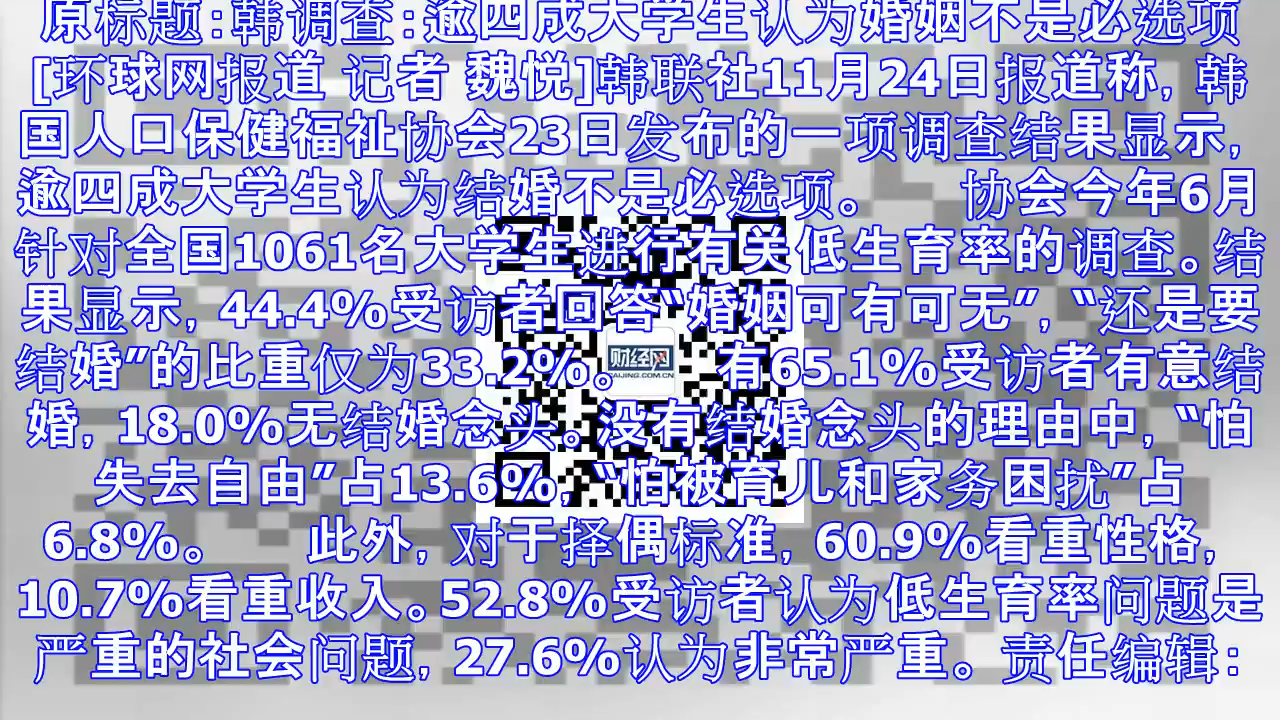 原标题:韩调查:逾四成大学生认为婚姻不是必选项
[环球网报道 记者 魏悦]韩联社11月24日报道称, 韩
国人口保健福祉协会23日发布的一项调查结果显示,
逾四成大学生认为结婚不是必选项。 协会今年6月
针对全国1061名大学生进行有关低生育率的调查。结
果显示, 44.4%受访者回答“婚姻可有可无”, “还是要
结婚”的比重仅为33.2%。 有65.1%受访者有意结
婚, 18.0%无结婚念头。没有结婚念头的理由中, “怕
失去自由”占13.6%, “怕被育儿和家务困扰”占
6.8%。 此外, 对于择偶标准, 60.9%看重性格,
10.7%看重收入。52.8%受访者认为低生育率问题是
严重的社会问题, 27.6%认为非常严重。责任编辑:
财经网
CAIJING.COM.CN